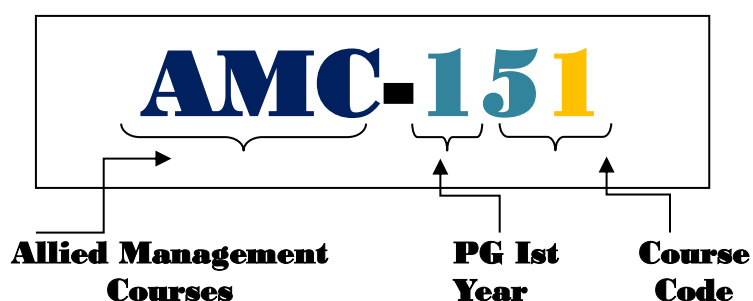 AMC-151
Allied Management
Courses
PG Ist
Year
Course
Code